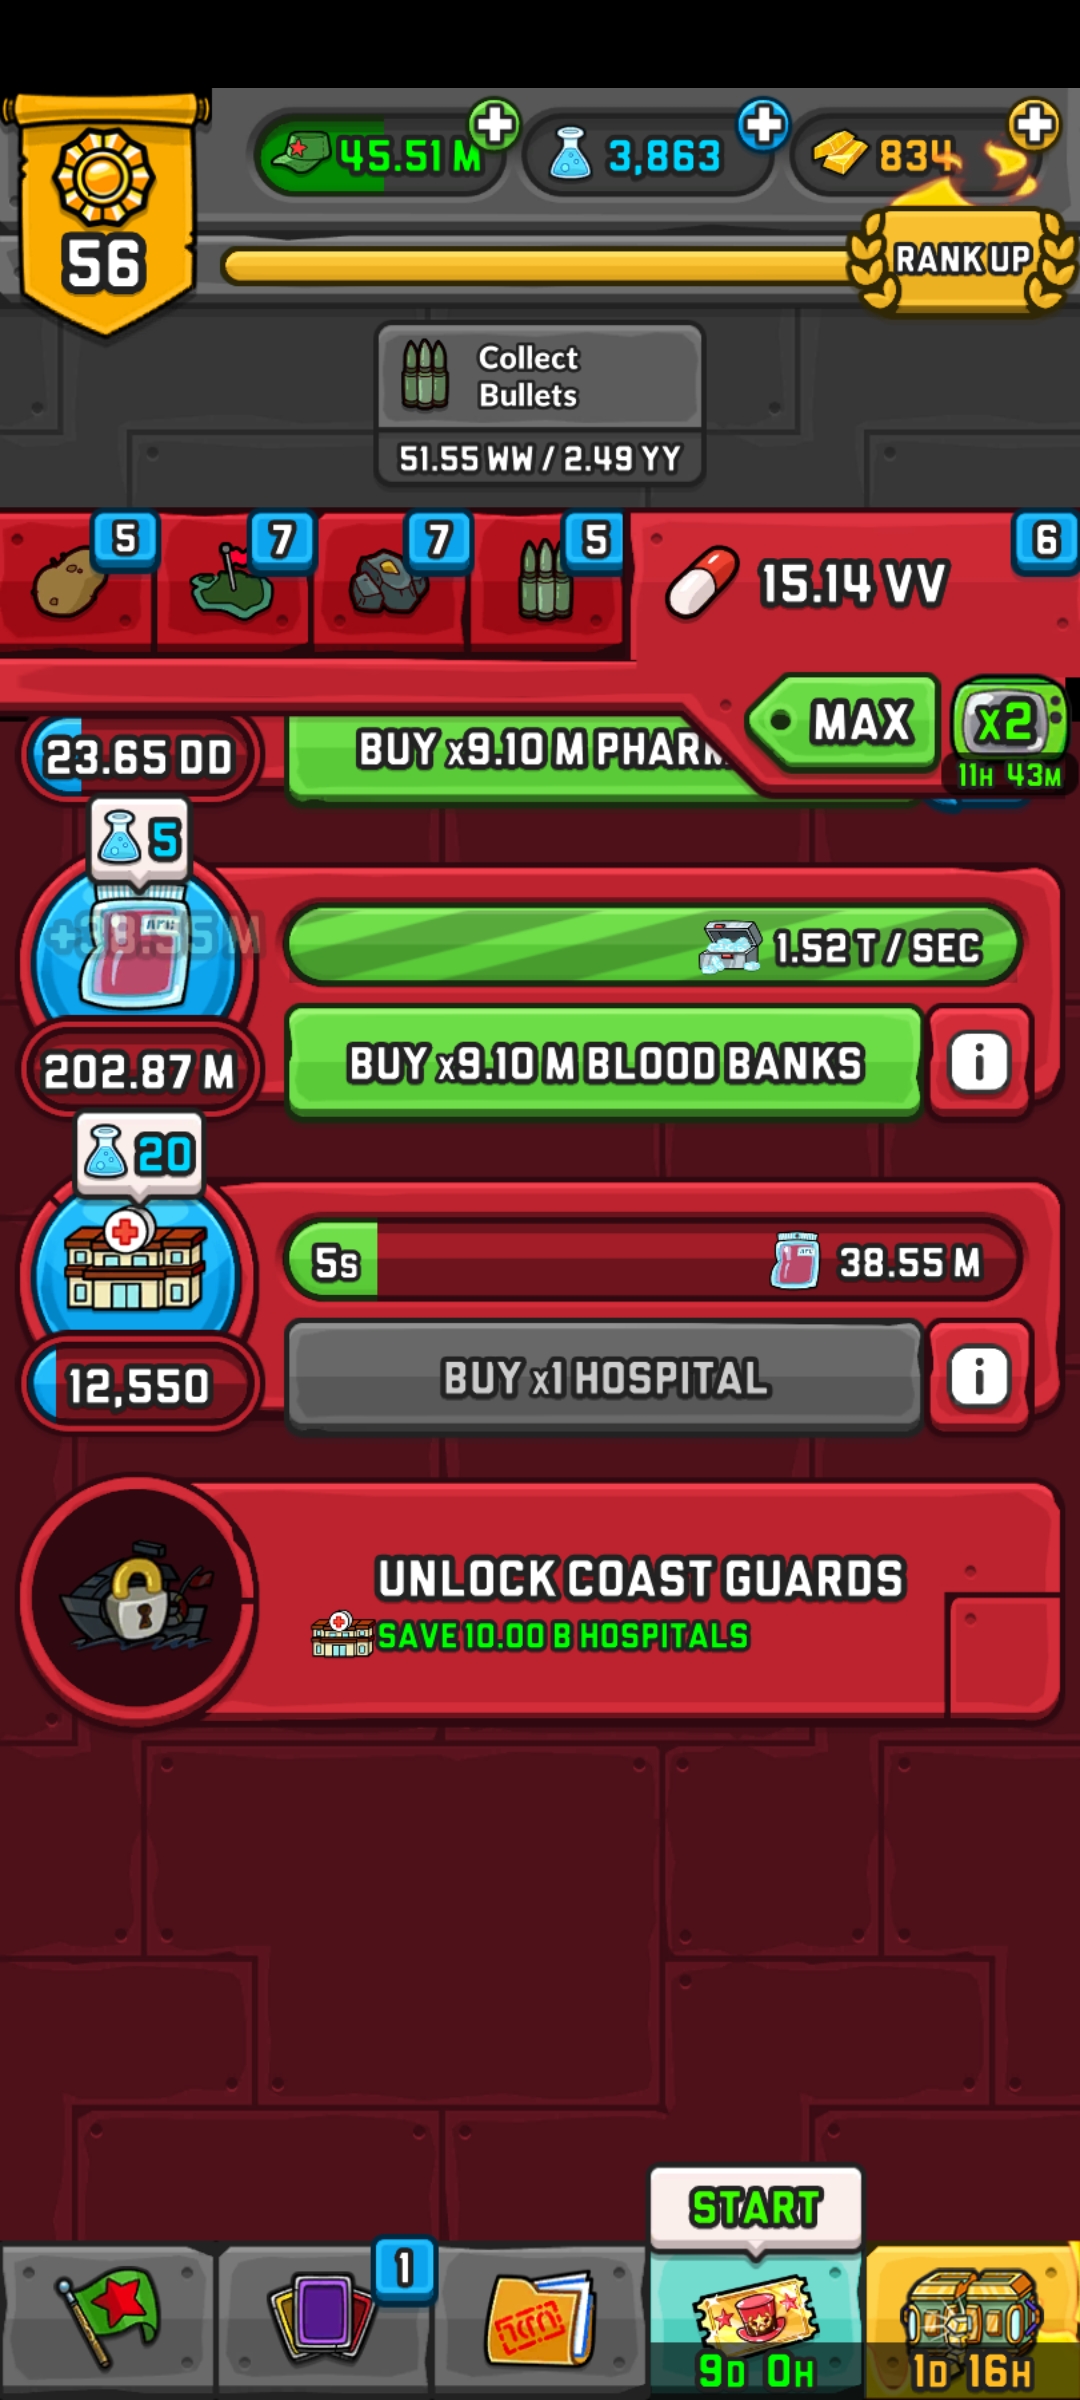 45.51 M
3,863
834
56
RANK UP
Collect
Bullets
51.55 WW / 2.49 YY
5
7
7
5
15.14 VV
6
MAX
x2
11H 43M
23.65 DD
BUY x9.10 M
5
+38.55 M
1.52 T / SEC
202.87 M
BUY x9.10 M BLOOD BANKS
i
20
5s
38.55 M
12,550
BUY x1 HOSPITAL
i
UNLOCK COAST GUARDS
SAVE 10.00 B HOSPITALS
START
1
9D 0H
1D 16H